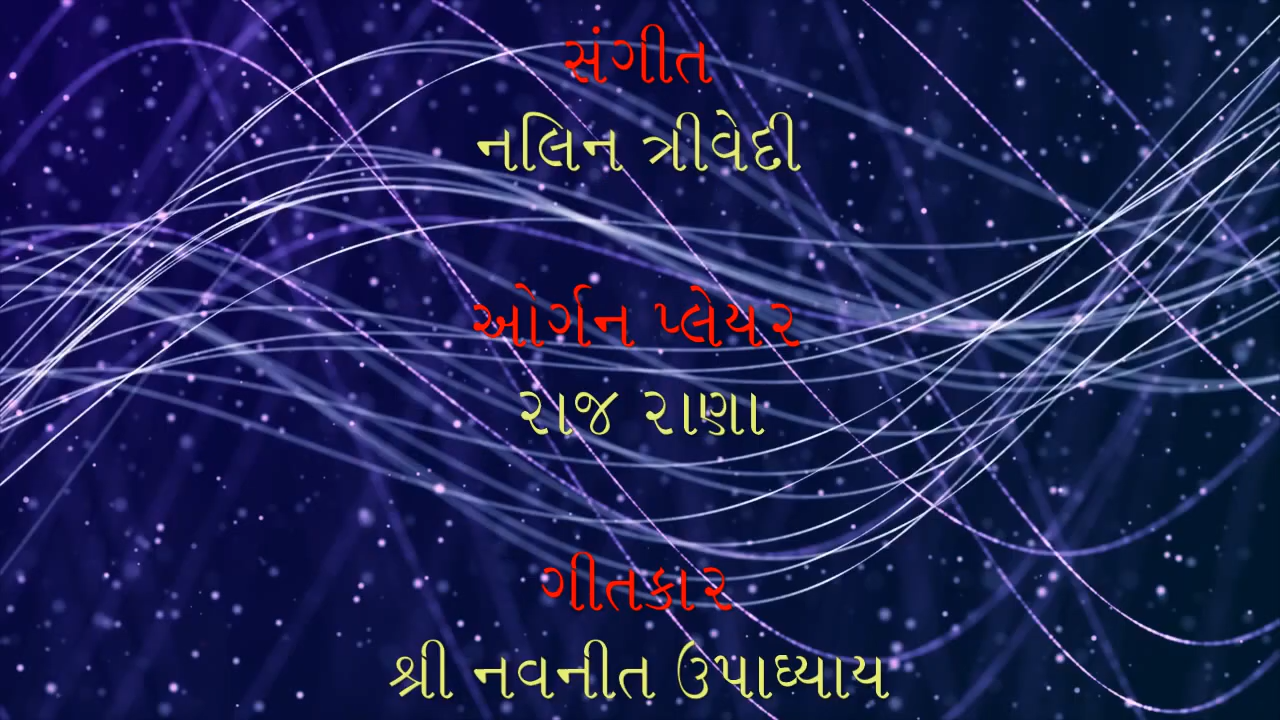 સંગીત
નલિન ત્રીવેદી
ઓર્ગન પ્લેયર
રાજ રાણા
ગીતકાર
શ્રી નવનીત ઉપાધ્યાય